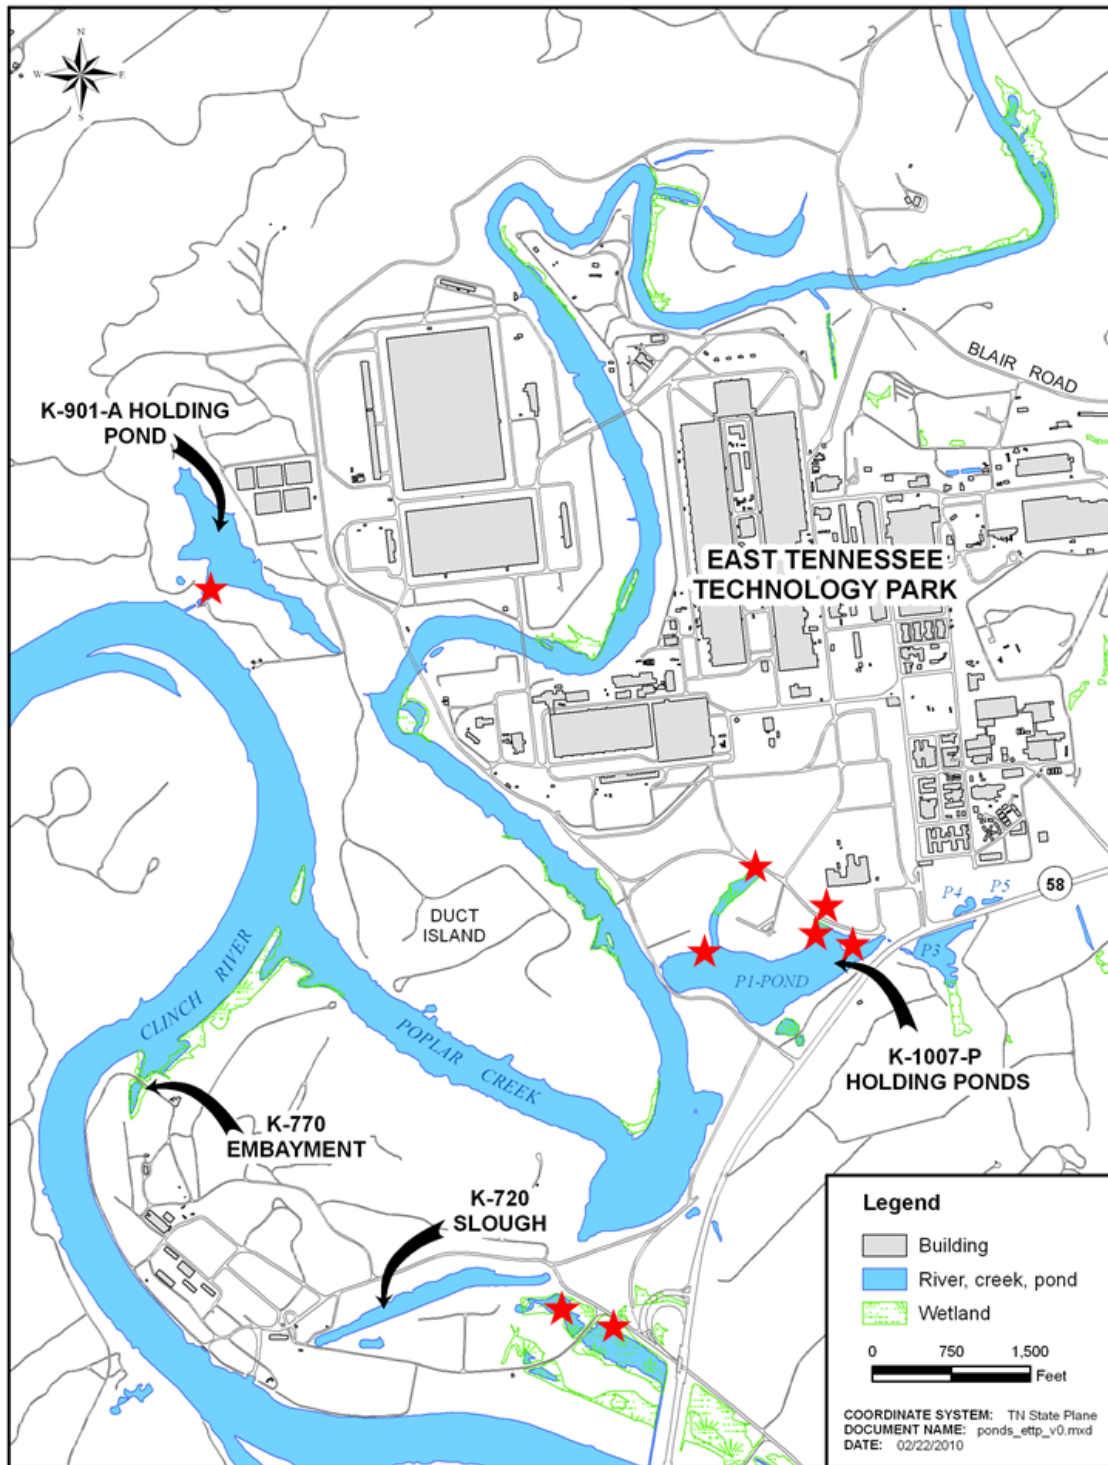 N
W
E
S
BLAIR ROAD
K-901-A HOLDING
POND
EAST TENNESSEE
TECHNOLOGY PARK
58
P4
P5
DUCT
ISLAND
P3
P1-POND
CLINCH RIVER
POPLAR CREEK
K-1007-P
HOLDING PONDS
K-770
EMBAYMENT
K-720
SLOUGH
Legend
Building
River, creek, pond
Wetland
0 750 1,500
Feet
COORDINATE SYSTEM: TN State Plane
DOCUMENT NAME: ponds_ettp_v0.mxd
DATE: 02/22/2010